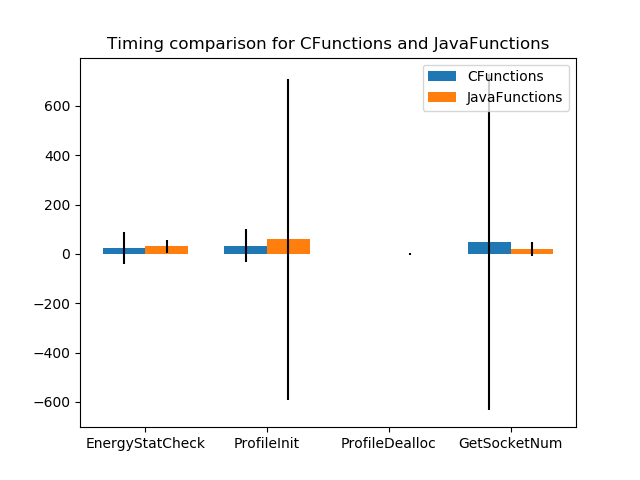 Timing comparison for CFunctions and JavaFunctions
CFunctions
JavaFunctions
600
400
200
0
−200
−400
−600
EnergyStatCheck ProfileInit ProfileDealloc GetSocketNum